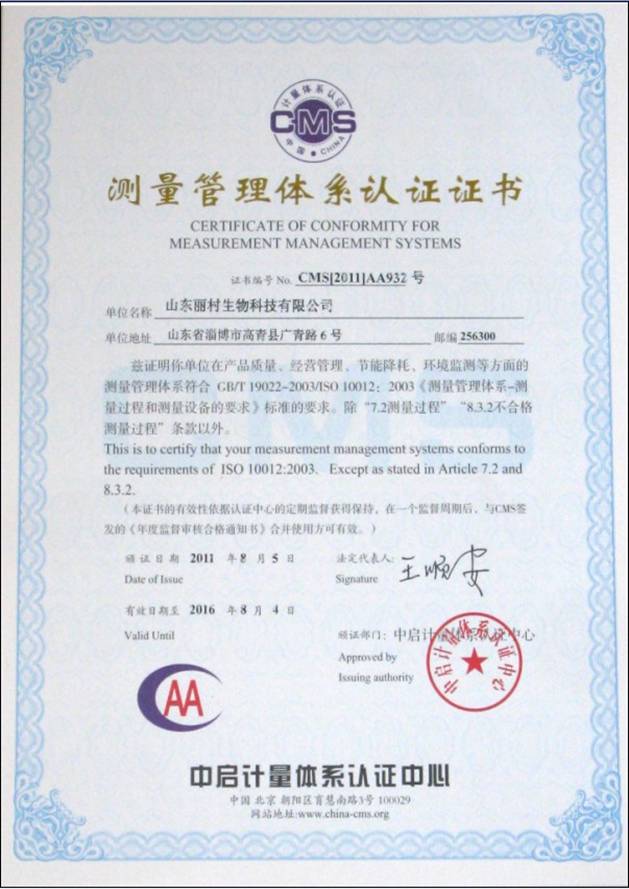 计量体系认证
CMS
中国 ● CHINA
测量管理体系认证证书
CERTIFICATE OF CONFORMITY FOR
MEASUREMENT MANAGEMENT SYSTEMS
证书编号 No. CMS[2011]AA932 号
单位名称 山东丽村生物科技有限公司
单位地址 山东省淄博市高青县广青路6号 邮编 256300
兹证明你单位在产品质量、经营管理、节能降耗、环境监测等方面的
测量管理体系符合 GB/T 19022-2003/ISO 10012：2003《测量管理体系-测
量过程和测量设备的要求》标准的要求。除“7.2测量过程”“8.3.2不合格
测量过程”条款以外。
This is to certify that your measurement management systems conforms to
the requirements of ISO 10012:2003. Except as stated in Article 7.2 and
8.3.2.
（本证书的有效性依据认证中心的定期监督获得保持，在一个监督周期后，与CMS签
发的《年度监督审核合格通知书》合并使用方可有效。）
颁证日期 2011 年 8 月 5 日 法定代表人: 王顺安
Date of Issue Signature
有效日期至 2016 年 8 月 4 日
Valid Until 颁证部门：中启计量体系认证中心
Approved by
Issuing authority
中启计量体系认证中心
CAA
中启计量体系认证中心
中国 北京 朝阳区育慧南路3号 100029
网站地址:www.china-cms.org